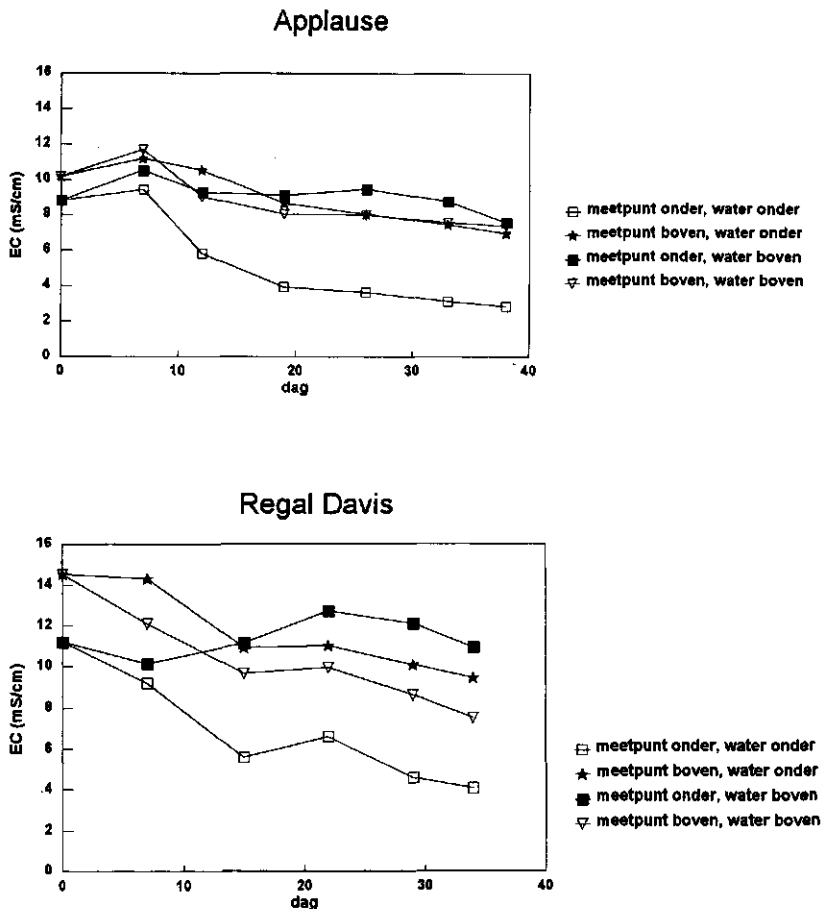 Applause
16
14
12
10
8
6
4
2
0
EC (mS/cm)
0
10
20
30
40
dag
meetpunt onder, water onder
meetpunt boven, water onder
meetpunt onder, water boven
meetpunt boven, water boven
Regal Davis
16
14
12
10
8
6
4
2
0
EC (mS/cm)
0
10
20
30
40
dag
meetpunt onder, water onder
meetpunt boven, water onder
meetpunt onder, water boven
meetpunt boven, water boven